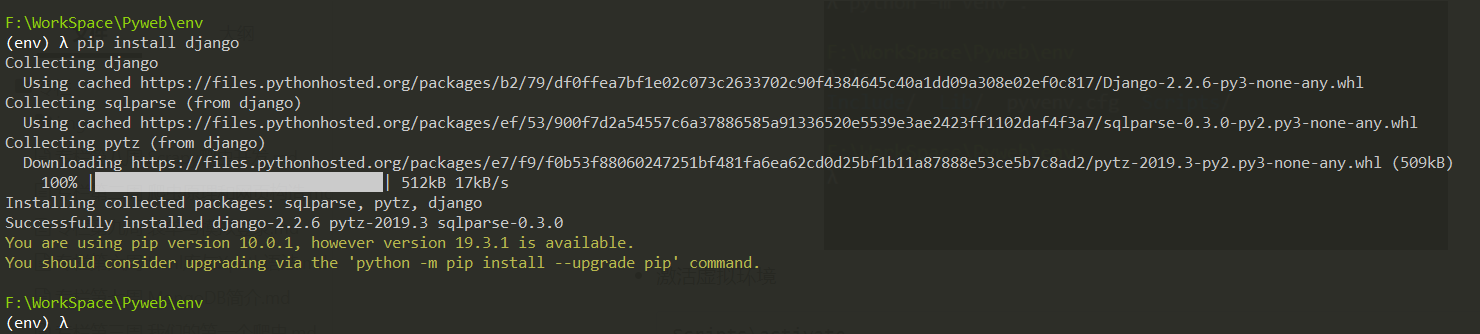 F:\WorkSpace\Pyweb\env
(env) λ pip install django
Collecting django
Using cached https://files.pythonhosted.org/packages/b2/79/df0ffea7bf1e02c073c2633702c90f4384645c40a1dd09a308e02ef0c817/Django-2.2.6-py3-none-any.whl
Collecting sqlparse (from django)
Using cached https://files.pythonhosted.org/packages/ef/53/900f7d2a54557c6a37886585a91336520e5539e3ae2423ff1102daf4f3a7/sqlparse-0.3.0-py2.py3-none-any.whl
Collecting pytz (from django)
Downloading https://files.pythonhosted.org/packages/e7/f9/f0b53f88060247251bf481fa6ea62cd0d25bf1b11a87888e53ce5b7c8ad2/pytz-2019.3-py2.py3-none-any.whl (509kB)
100% |████████████████████████████████| 512kB 17kB/s
Installing collected packages: sqlparse, pytz, django
Successfully installed django-2.2.6 pytz-2019.3 sqlparse-0.3.0
You are using pip version 10.0.1, however version 19.3.1 is available.
You should consider upgrading via the 'python -m pip install --upgrade pip' command.
F:\WorkSpace\Pyweb\env
(env) λ